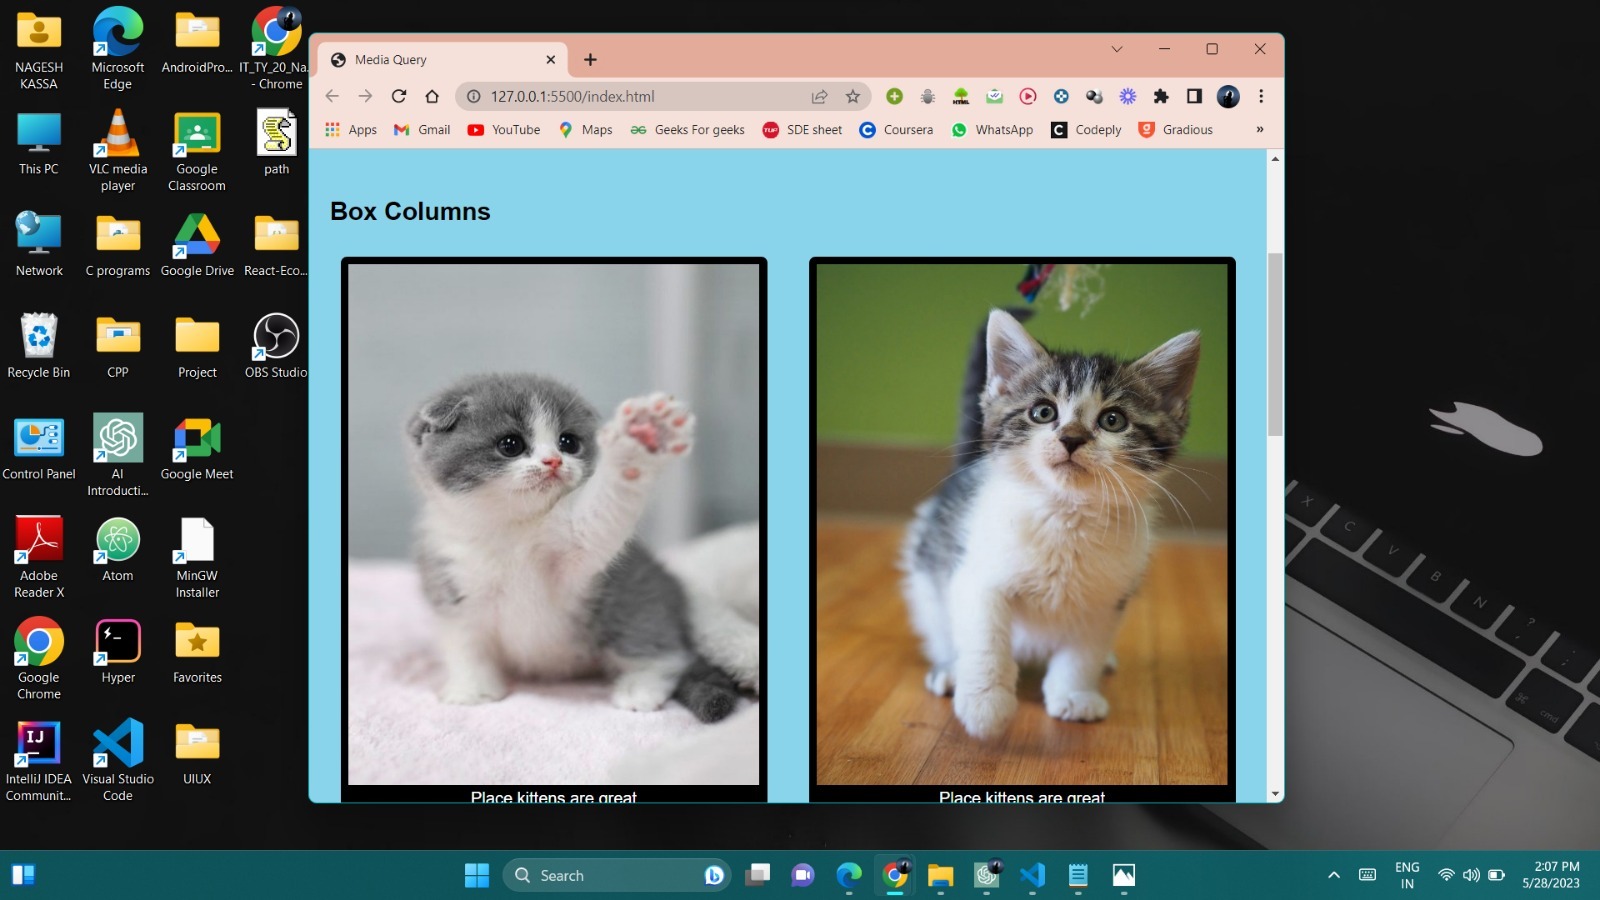 NAGESH
KASSA
Microsoft
Edge
AndroidPro...
IT_TY_20_Na...
- Chrome
This PC
VLC media
player
Google
Classroom
path
Network
C programs
Google Drive
React-Eco...
Recycle Bin
CPP
Project
OBS Studio
Control Panel
AI
Introducti...
Google Meet
Adobe
Reader X
Atom
MinGW
Installer
Google
Chrome
Hyper
Favorites
IntelliJ IDEA
Communit...
Visual Studio
Code
UIUX
Media Query
127.0.0.1:5500/index.html
Apps
Gmail
YouTube
Maps
Geeks For geeks
SDE sheet
Coursera
WhatsApp
Codeply
Gradious
»
Box Columns
Place kittens are great
Place kittens are great
X
C
V
B
N
?
cmd
Search
ENG
IN
2:07 PM
5/28/2023